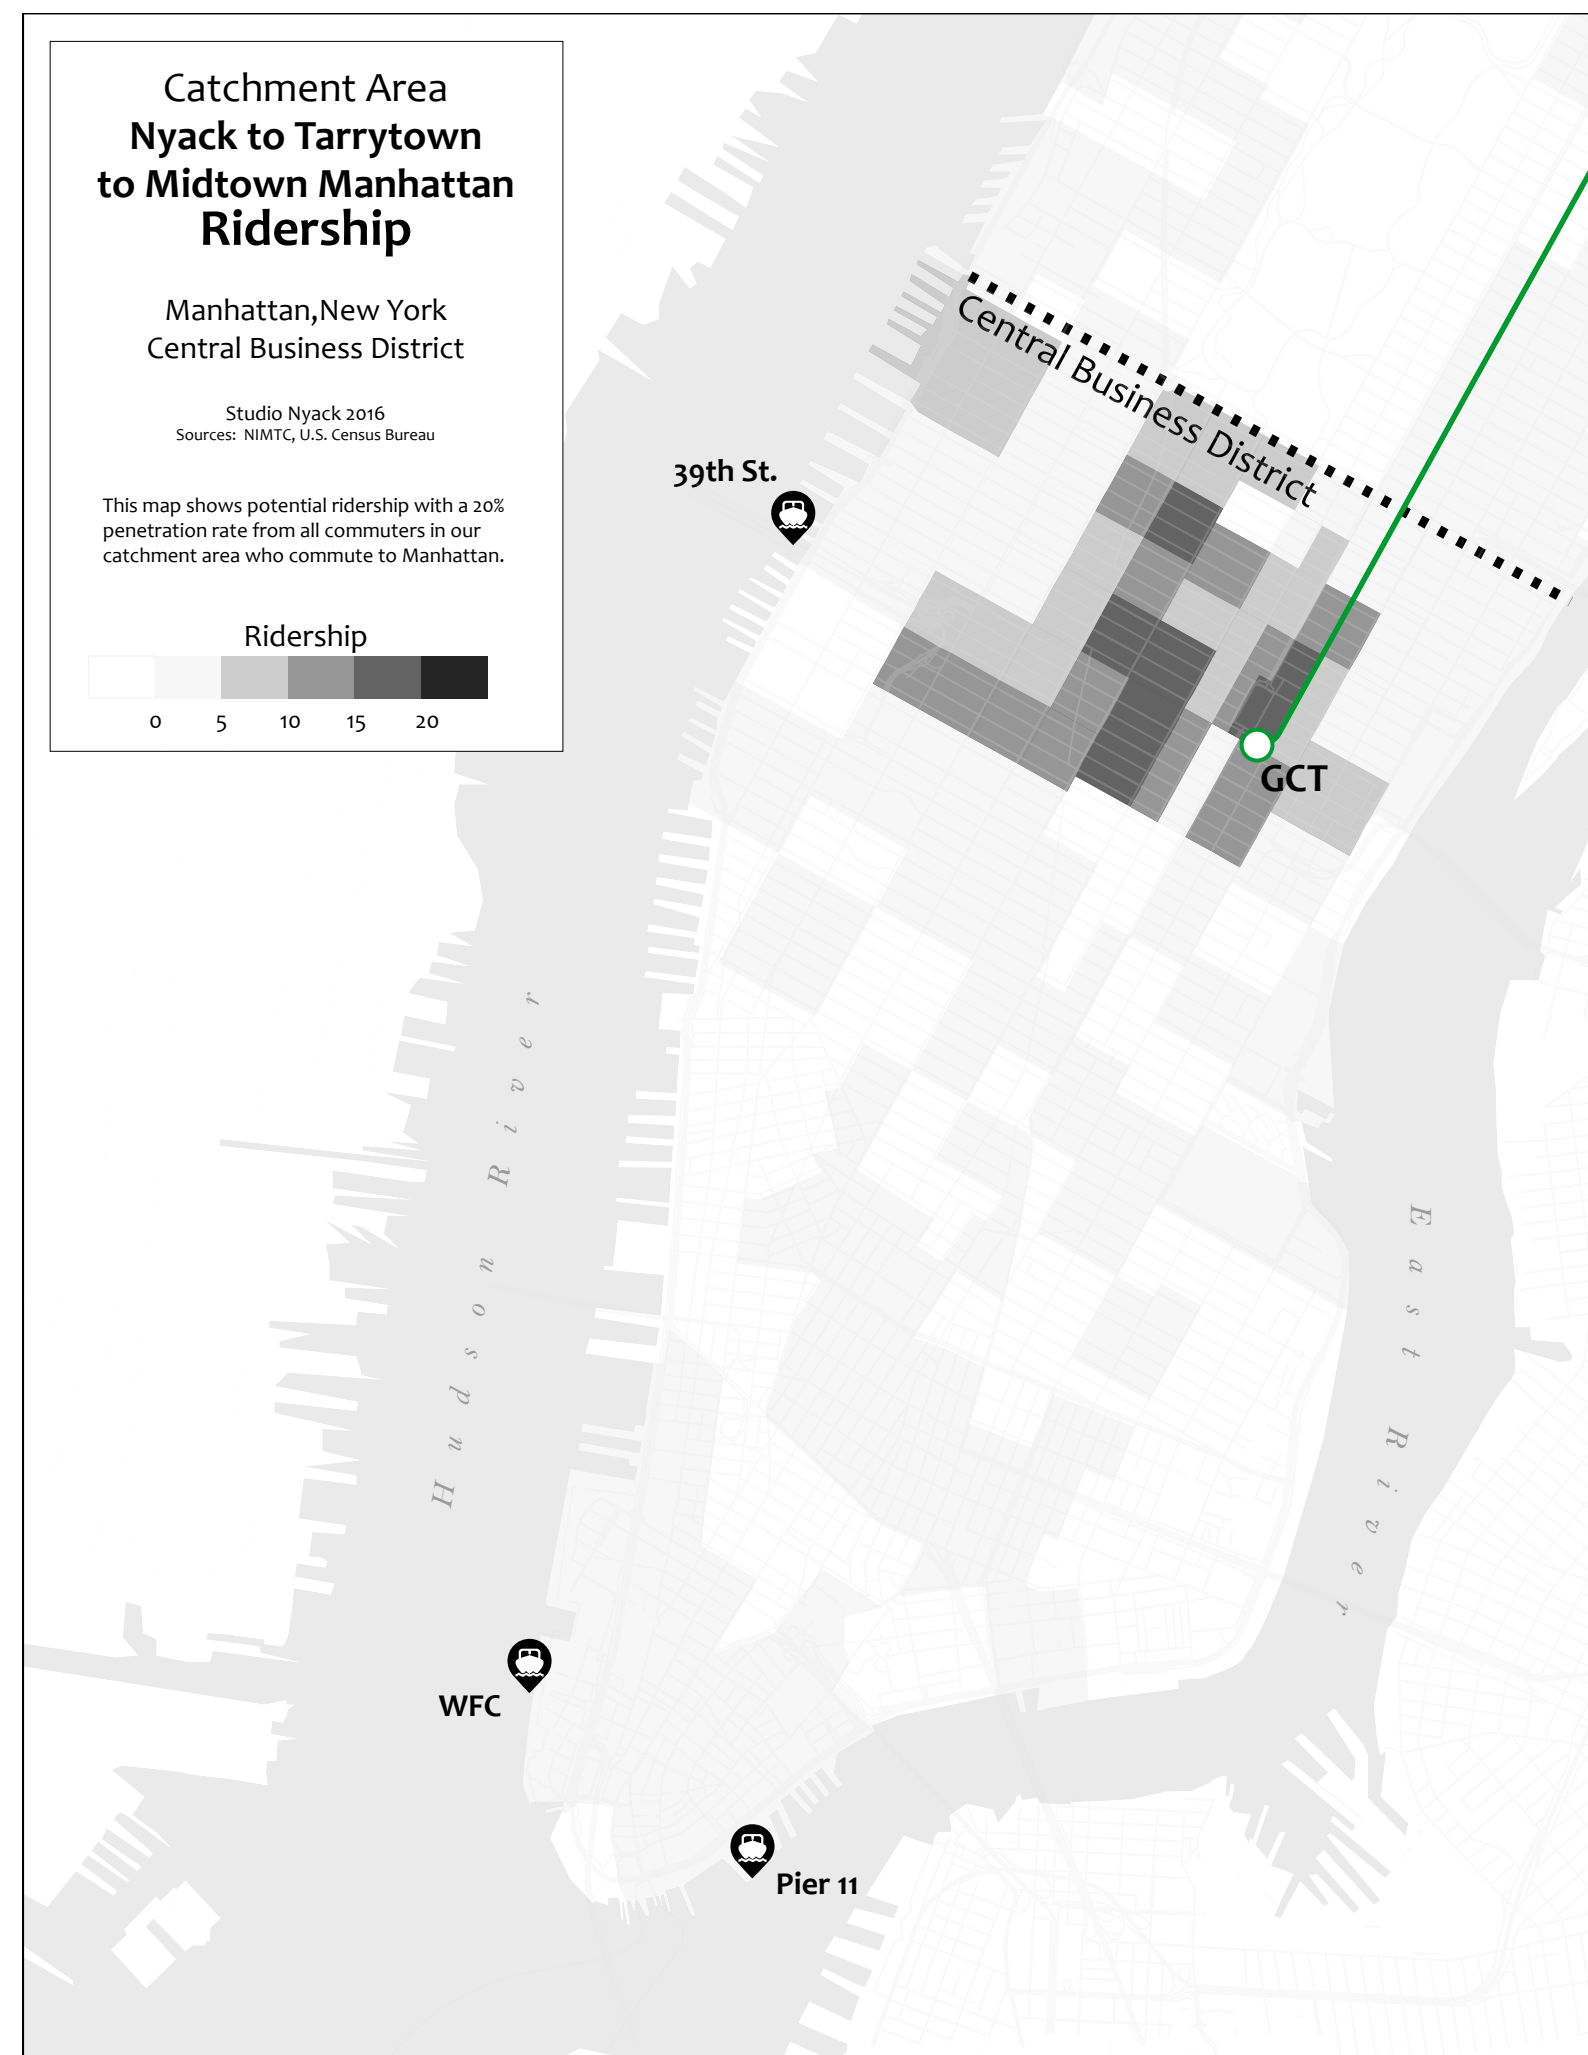 Catchment Area
Nyack to Tarrytown
to Midtown Manhattan
Ridership
Manhattan,New York
Central Business District
Studio Nyack 2016
Sources: NIMTC, U.S. Census Bureau
This map shows potential ridership with a 20%
penetration rate from all commuters in our
catchment area who commute to Manhattan.
Ridership
0 5 10 15 20
Central Business District
39th St.
GCT
Hudson River
East River
WFC
Pier 11